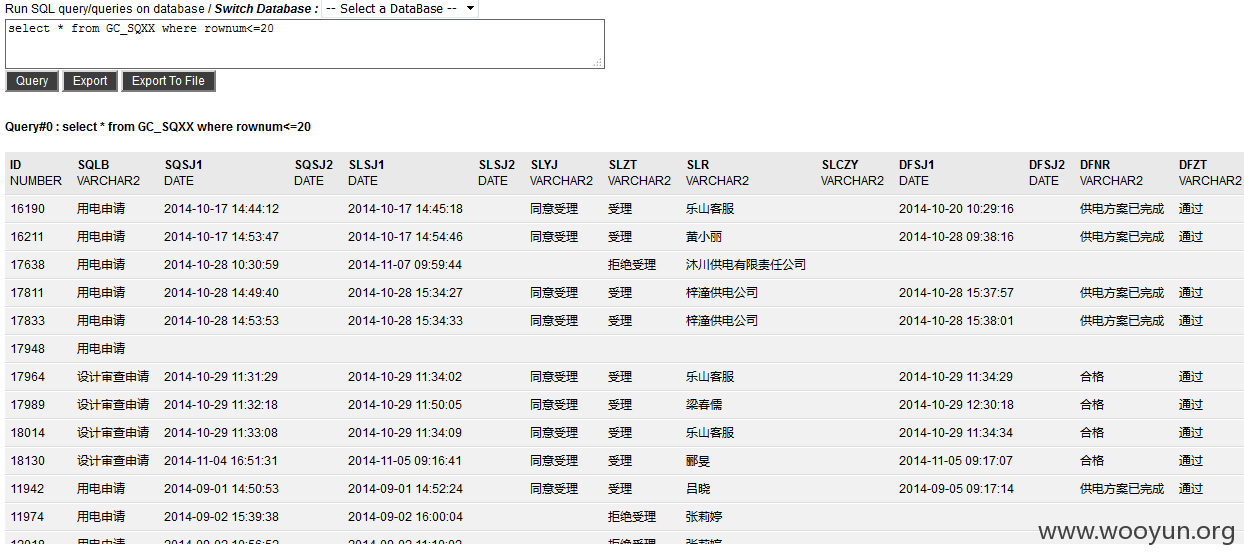 Run SQL query/queries on database / Switch Database : -- Select a DataBase --
select * from GC_SQXX where rownum<=20
Query Export Export To File
Query#0 : select * from GC_SQXX where rownum<=20
ID SQLB SQSJ1 SQSJ2 SLSJ1 SLSJ2 SLYJ SLZT SLR SLCZY DFSJ1 DFSJ2 DFNR DFZT
NUMBER VARCHAR2 DATE DATE DATE DATE VARCHAR2 VARCHAR2 VARCHAR2 VARCHAR2 DATE DATE VARCHAR2 VARCHAR2
16190 用电申请 2014-10-17 14:44:12 2014-10-17 14:45:18 同意受理 受理 乐山客服 2014-10-20 10:29:16 供电方案已完成 通过
16211 用电申请 2014-10-17 14:53:47 2014-10-17 14:54:46 同意受理 受理 黄小丽 2014-10-28 09:38:16 供电方案已完成 通过
17638 用电申请 2014-10-28 10:30:59 2014-11-07 09:59:44 拒绝受理 沐川供电有限责任公司
17811 用电申请 2014-10-28 14:49:40 2014-10-28 15:34:27 同意受理 受理 梓潼供电公司 2014-10-28 15:37:57 供电方案已完成 通过
17833 用电申请 2014-10-28 14:53:53 2014-10-28 15:34:33 同意受理 受理 梓潼供电公司 2014-10-28 15:38:01 供电方案已完成 通过
17948 用电申请
17964 设计审查申请 2014-10-29 11:31:29 2014-10-29 11:34:02 同意受理 受理 乐山客服 2014-10-29 11:34:29 合格 通过
17989 设计审查申请 2014-10-29 11:32:18 2014-10-29 11:50:05 同意受理 受理 梁春儒 2014-10-29 12:30:18 合格 通过
18014 设计审查申请 2014-10-29 11:33:08 2014-10-29 11:34:09 同意受理 受理 乐山客服 2014-10-29 11:34:34 合格 通过
18130 设计审查申请 2014-11-04 16:51:31 2014-11-05 09:16:41 同意受理 受理 郦旻 2014-11-05 09:17:07 合格 通过
11942 用电申请 2014-09-01 14:50:53 2014-09-01 14:52:24 同意受理 受理 吕晓 2014-09-05 09:17:14 供电方案已完成 通过
11974 用电申请 2014-09-02 15:39:38 2014-09-02 16:00:04 拒绝受理 张莉婷
用电申请 拒绝受理 张莉婷
www.wooyun.org